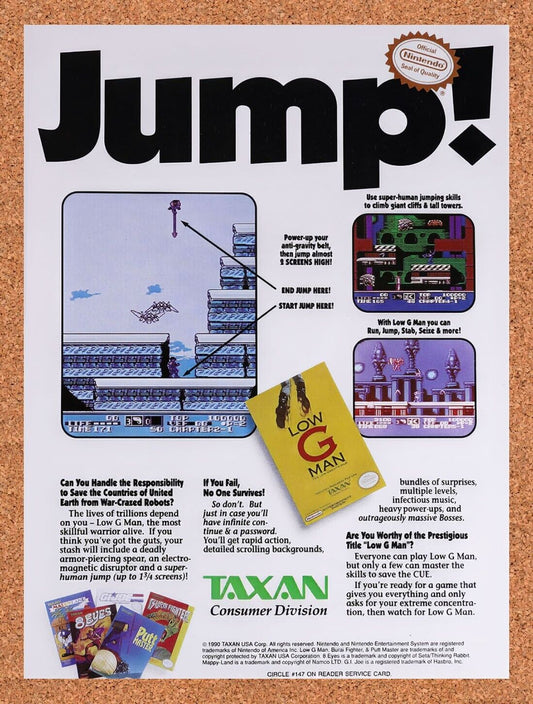 Jump!
Official
Nintendo
Seal of Quality
®
Use super-human jumping skills
to climb giant cliffs & tall towers.
Power-up your
anti-gravity belt,
then jump almost
2 SCREENS HIGH!
END JUMP HERE!
START JUMP HERE!
With Low G Man you can
Run, Jump, Stab, Seize & more!
TIME171
50 CHAPTER2-1
LOW
G
MAN
TAXAN
Can You Handle the Responsibility
to Save the Countries of United
Earth from War-Crazed Robots?
The lives of trillions depend
on you – Low G Man, the most
skillful warrior alive. If you
think you've got the guts, your
stash will include a deadly
armor-piercing spear, an electro-
magnetic disruptor and a super-
human jump (up to 1¾ screens)!
If You Fail,
No One Survives!
So don't. But
just in case you'll
have infinite con-
tinue & a password.
You'll get rapid action,
detailed scrolling backgrounds,
bundles of surprises,
multiple levels,
infectious music,
heavy power-ups, and
outrageously massive Bosses.
Are You Worthy of the Prestigious
Title "Low G Man"?
Everyone can play Low G Man,
but only a few can master the
skills to save the CUE.
If you're ready for a game that
gives you everything and only
asks for your extreme concentra-
tion, then watch for Low G Man.
G.I. JOE
8 EYES
Putt
MASTER
TAXAN
Consumer Division
© 1990 TAXAN USA Corp. All rights reserved. Nintendo and Nintendo Entertainment System are registered
trademarks of Nintendo of America Inc. Low G Man, Burai Fighter, & Putt Master are trademarks of and
copyright protected by TAXAN USA Corporation. 8 Eyes is a trademark and copyright of Seta/Thinking Rabbit.
Mappy-Land is a trademark and copyright of Namco LTD. G.I. Joe is a registered trademark of Hasbro, Inc.
CIRCLE #147 ON READER SERVICE CARD.